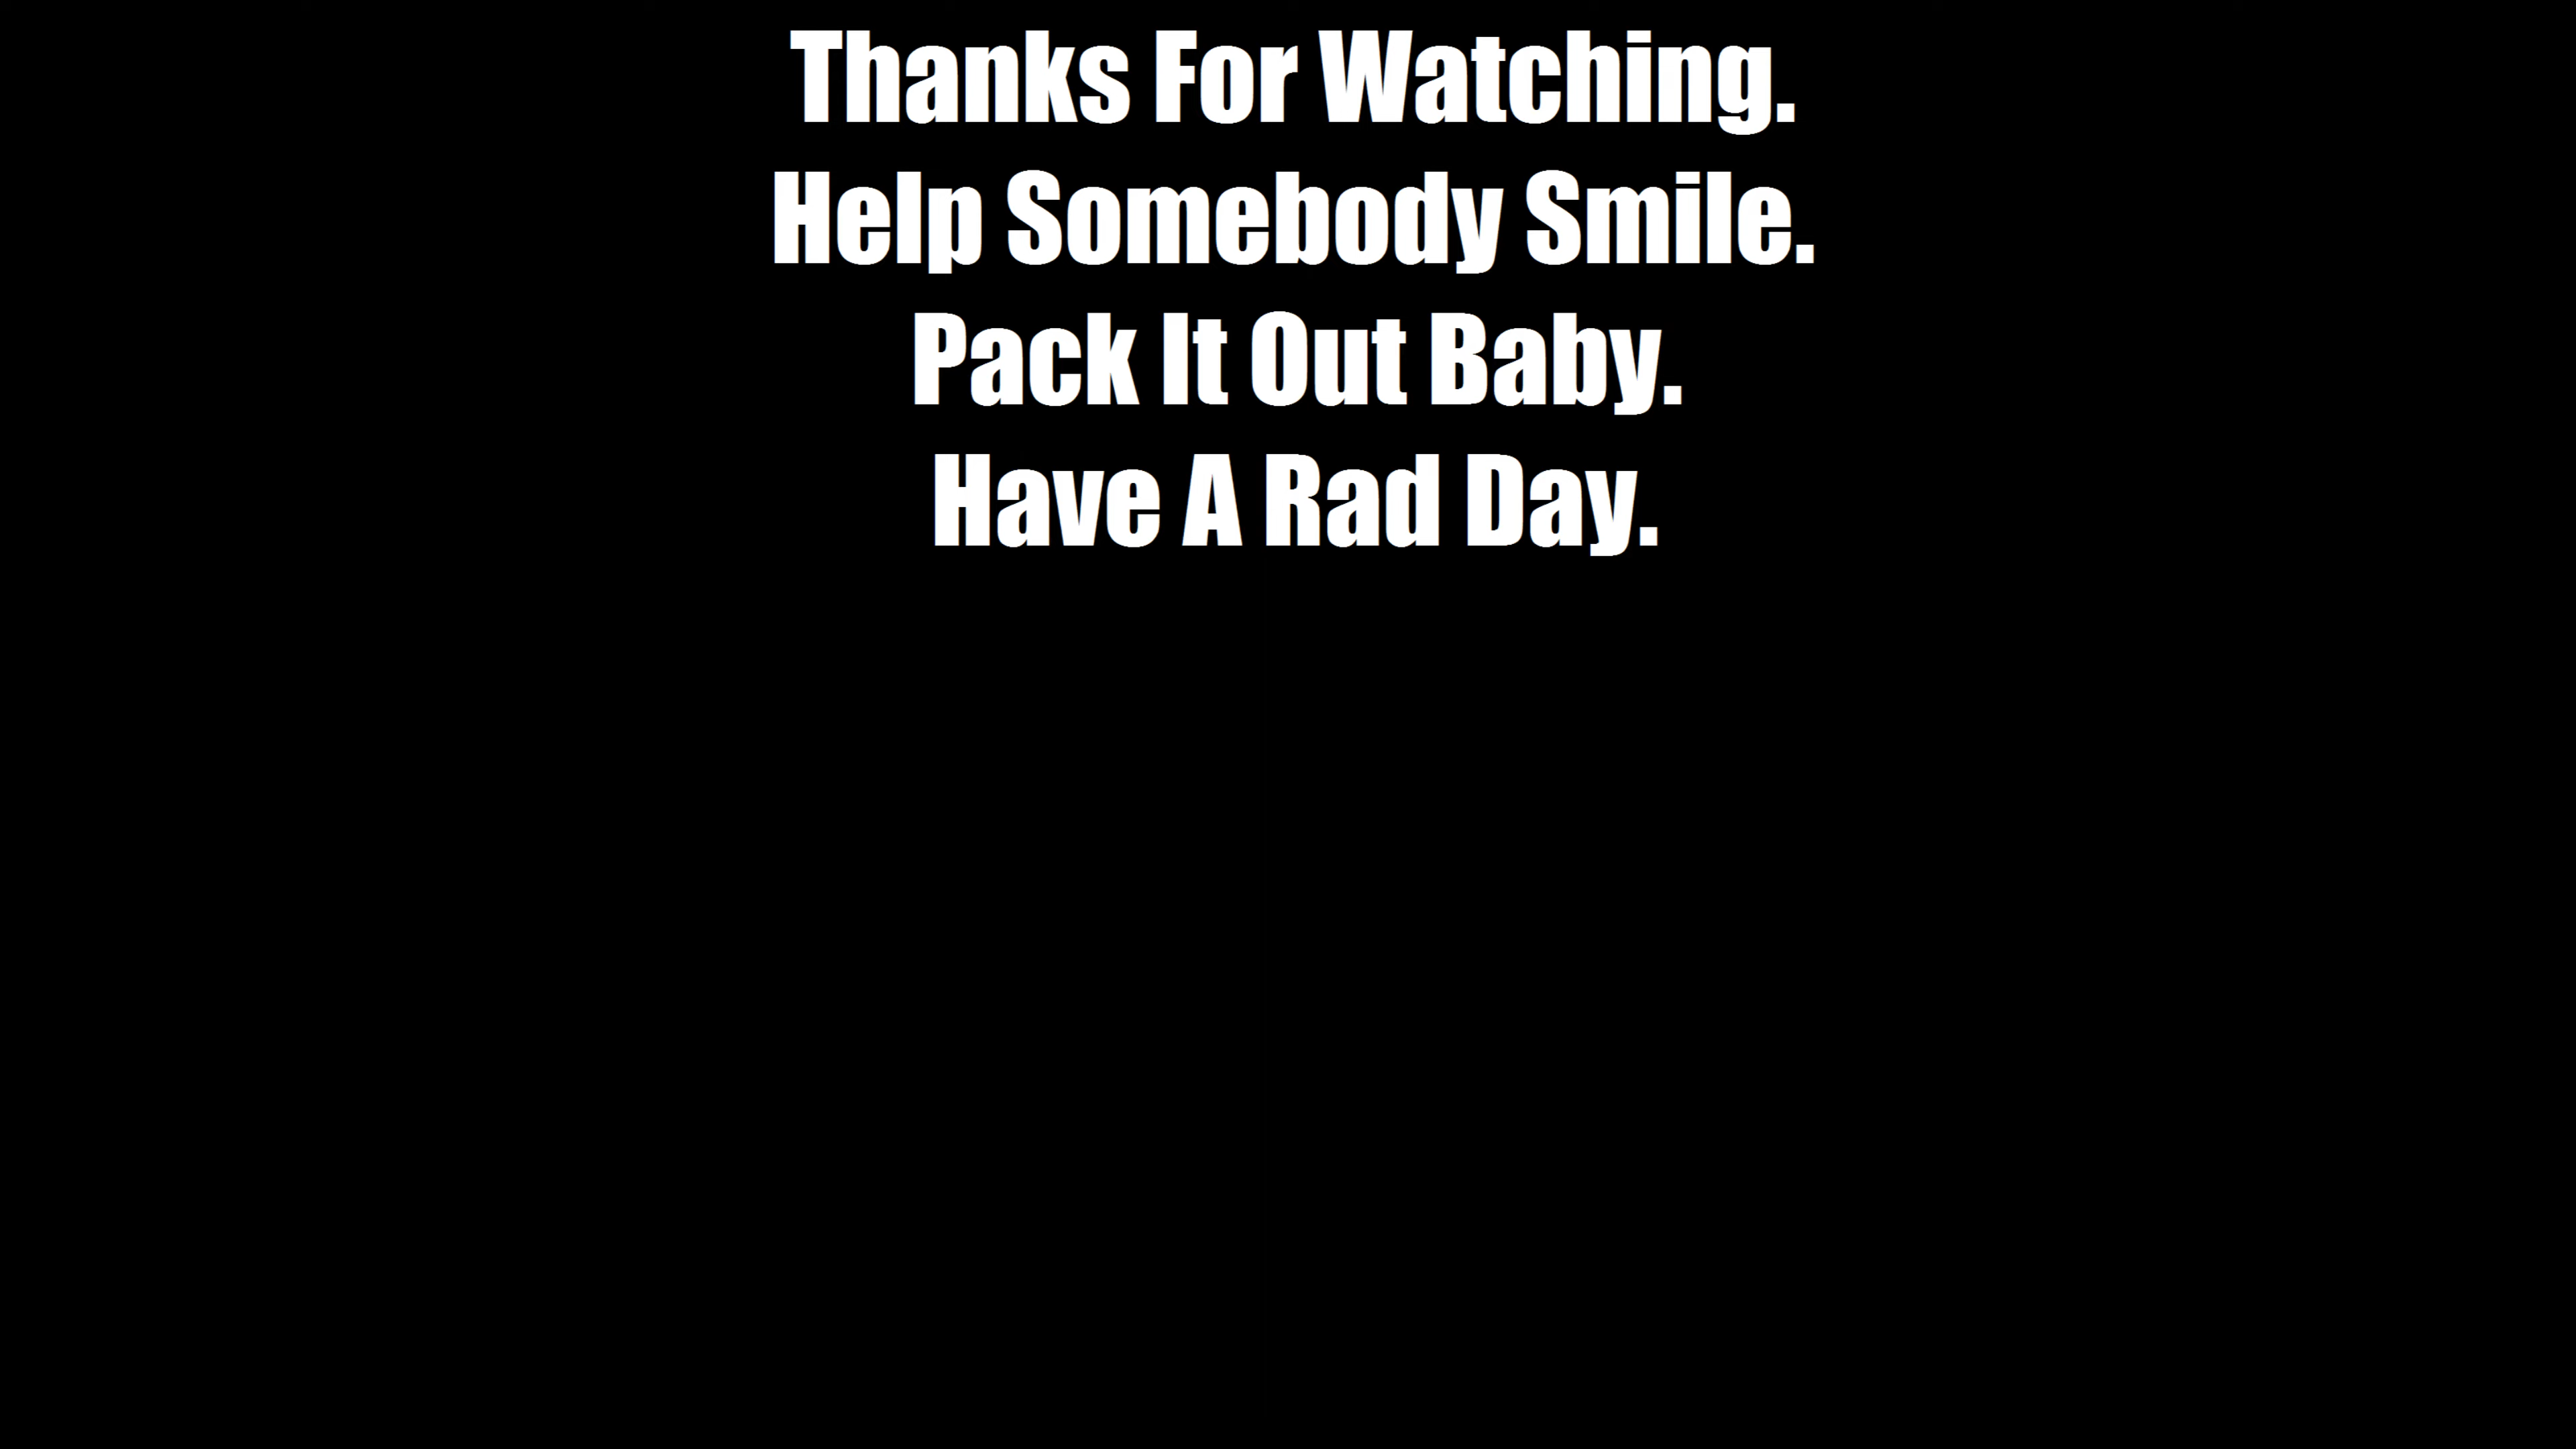 Thanks For Watching.
Help Somebody Smile.
Pack It Out Baby.
Have A Rad Day.